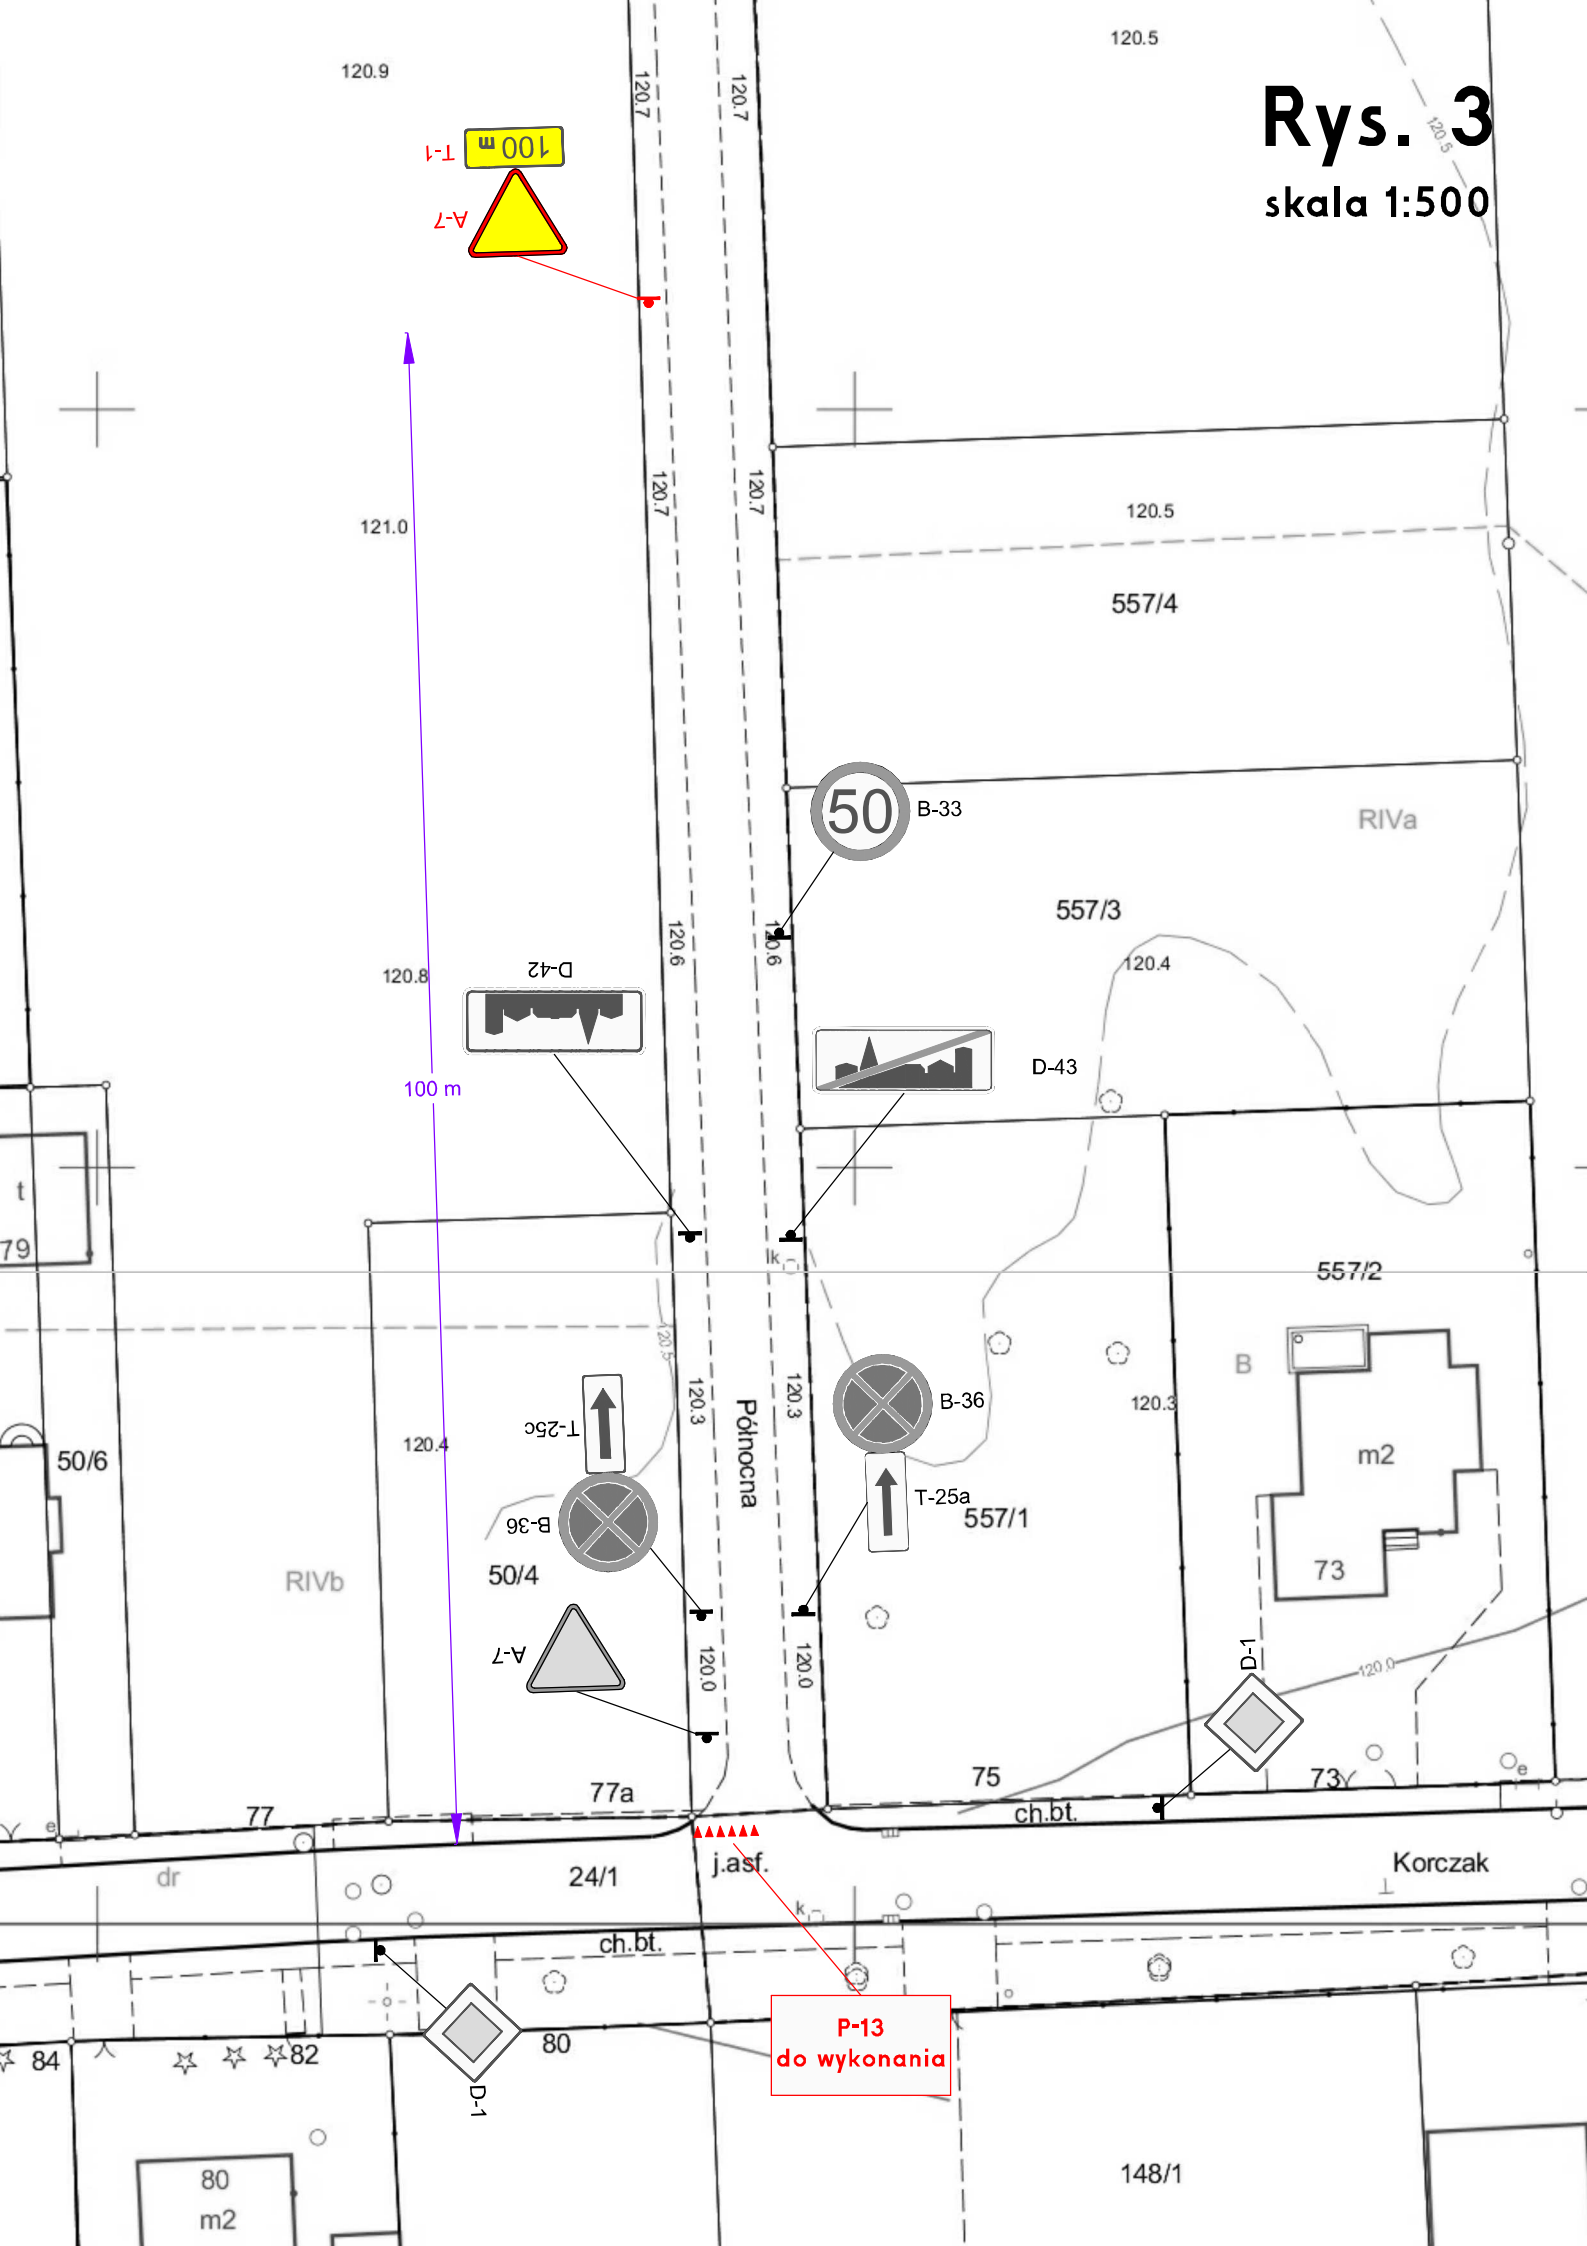 120.5
120.9
120.7
120.7
Rys. 3
120.5
T-1
100 m
skala 1:500
A-7
120.7
120.7
120.5
121.0
557/4
50
B-33
RIVa
557/3
120.6
120.6
120.4
D-42
120.8
D-43
100 m
t
79
k
557/2
120.5
B
120.3
120.3
B-36
120.3
T-25c
Północna
120.4
m2
50/6
T-25a
B-36
557/1
50/4
73
RIVb
A-7
120.0
120.0
D-1
120.0
e
75
73
77a
ch.bt.
77
e
j.asf.
Korczak
dr
24/1
k
ch.bt.
P-13
do wykonania
80
82
84
D-1
148/1
80
m2